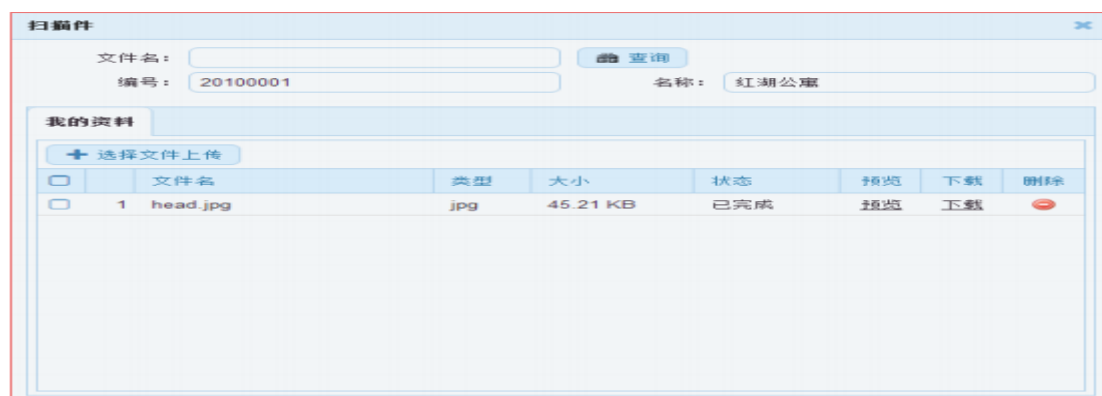 扫描件
文件名： 查询
编号： 20100001 名称： 红湖公寓
我的资料
选择文件上传
文件名 类型 大小 状态 预览 下载 删除
1 head.jpg jpg 45.21 KB 已完成 预览 下载